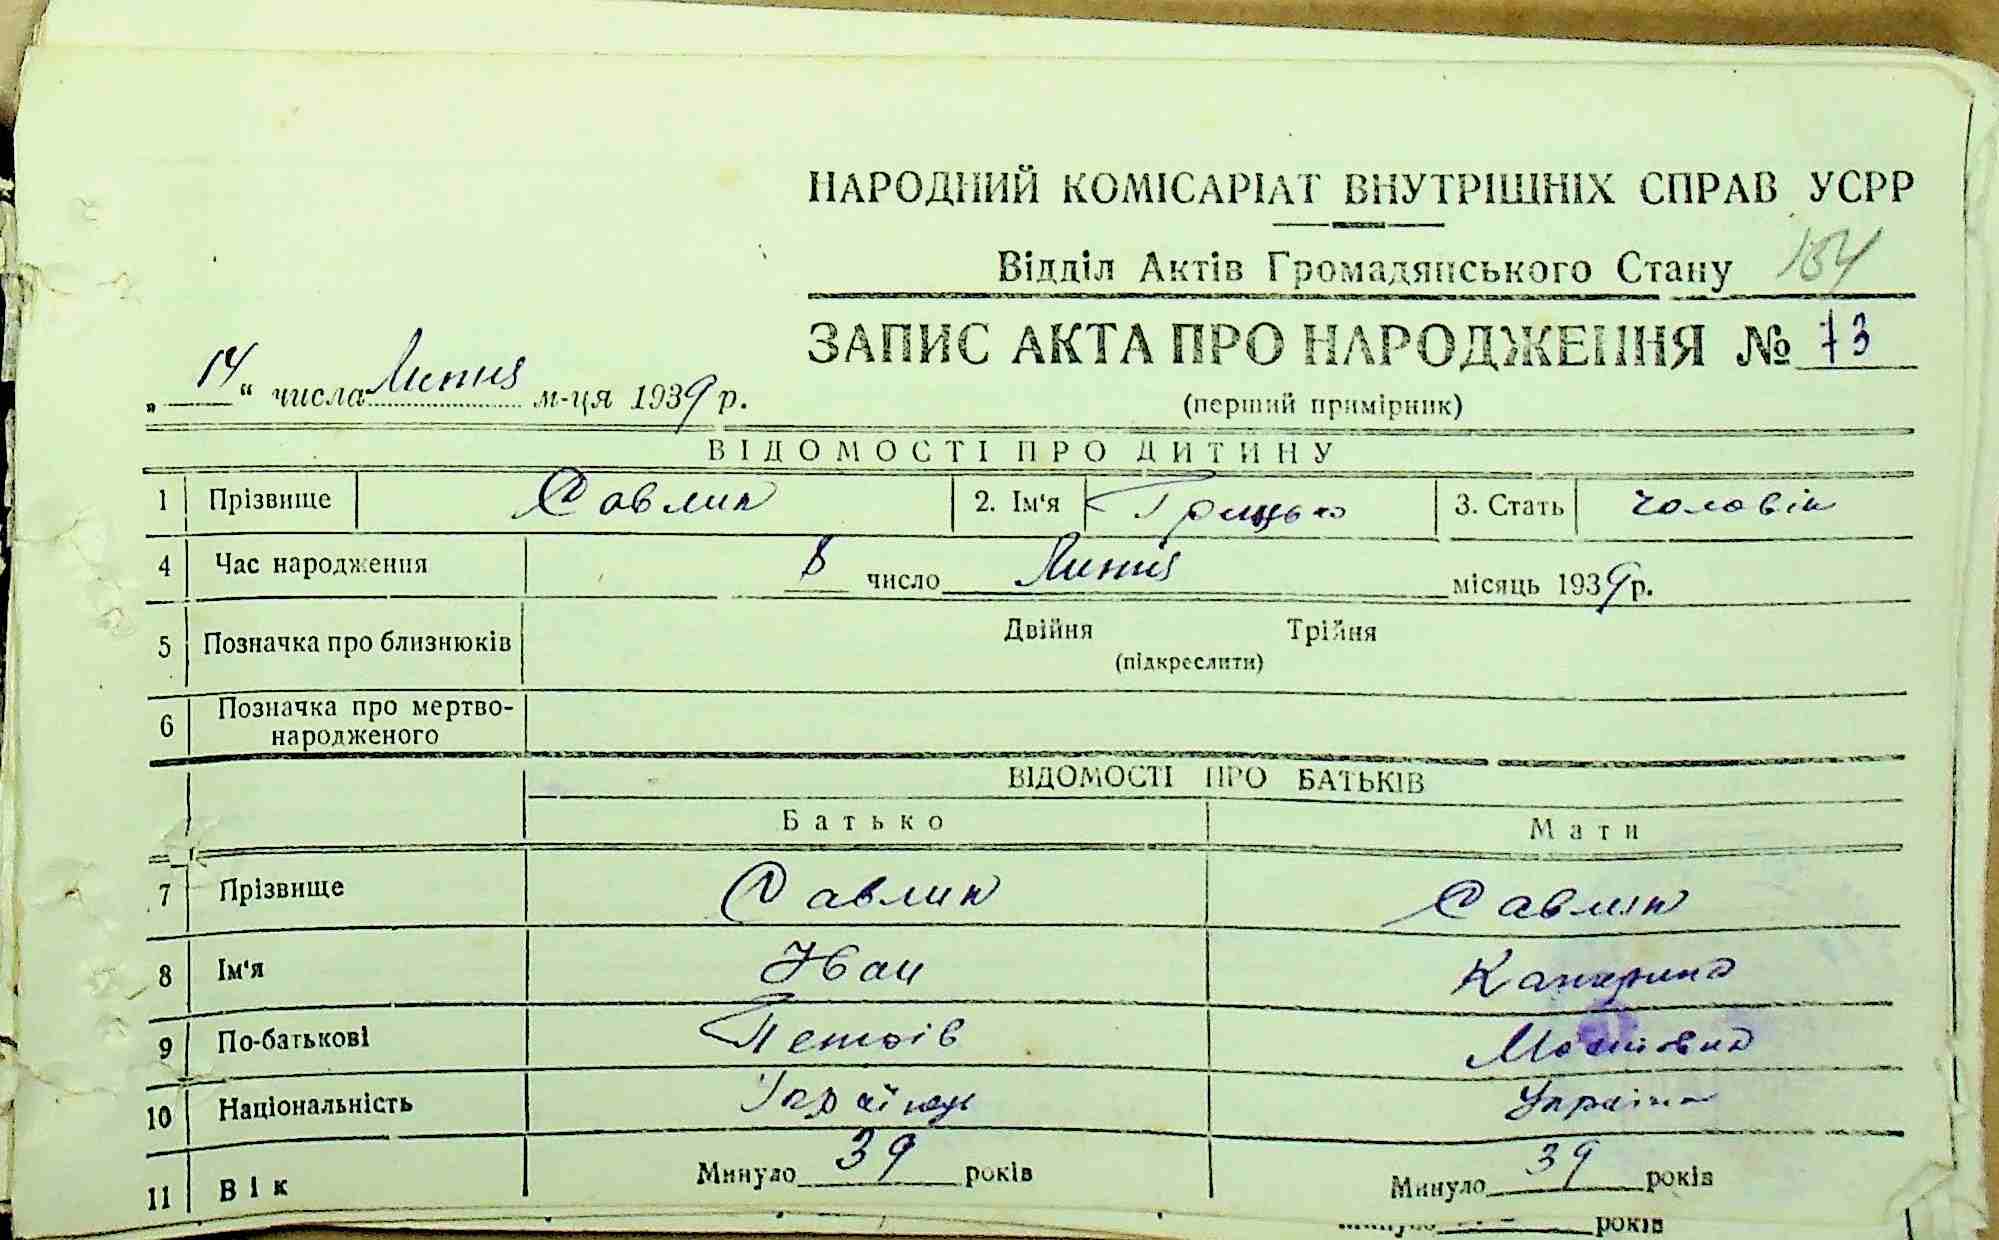 НАРОДНИЙ КОМІСАРІАТ ВНУТРІШНІХ СПРАВ УСРР
Відділ Актів Громадянського Стану 154
ЗАПИС АКТА ПРО НАРОДЖЕННЯ № 73
„14“ числа Липня м-ця 1939 р.
(перший примірник)
ВІДОМОСТІ ПРО ДИТИНУ
1 Прізвище Савлик 2. Ім'я Грицько 3. Стать чоловік
4 Час народження 8 число Липня місяць 1939 р.
5 Позначка про близнюків Двійня Трійня
(підкреслити)
6 Позначка про мертво-
народженого
ВІДОМОСТІ ПРО БАТЬКІВ
Батько Мати
7 Прізвище Савлик Савлик
8 Ім'я Іван Катерина
9 По-батькові Петрів
10 Національність Українець Україн
11 Вік Минуло 39 років Минуло 39 років
років